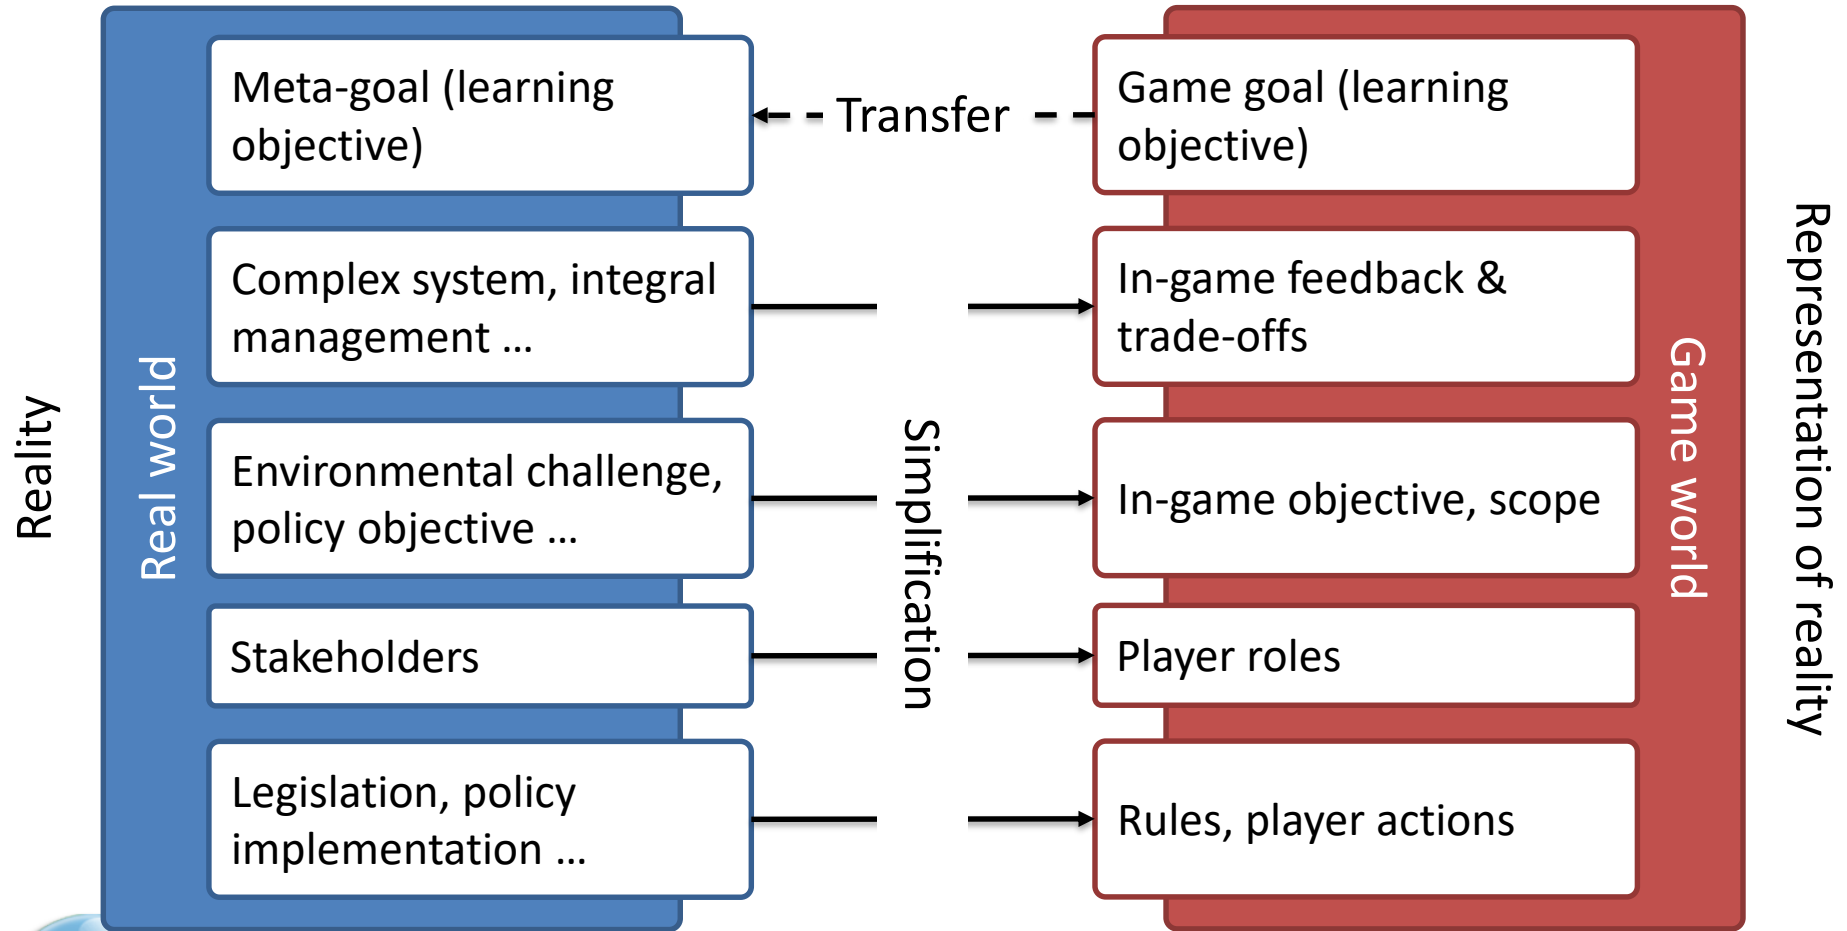 Reality
Real world
Meta-goal (learning
objective)
Transfer
Game goal (learning
objective)
Complex system, integral
management ...
In-game feedback &
trade-offs
Environmental challenge,
policy objective ...
Simplification
In-game objective, scope
Stakeholders
Player roles
Legislation, policy
implementation ...
Rules, player actions
Game world
Representation of reality